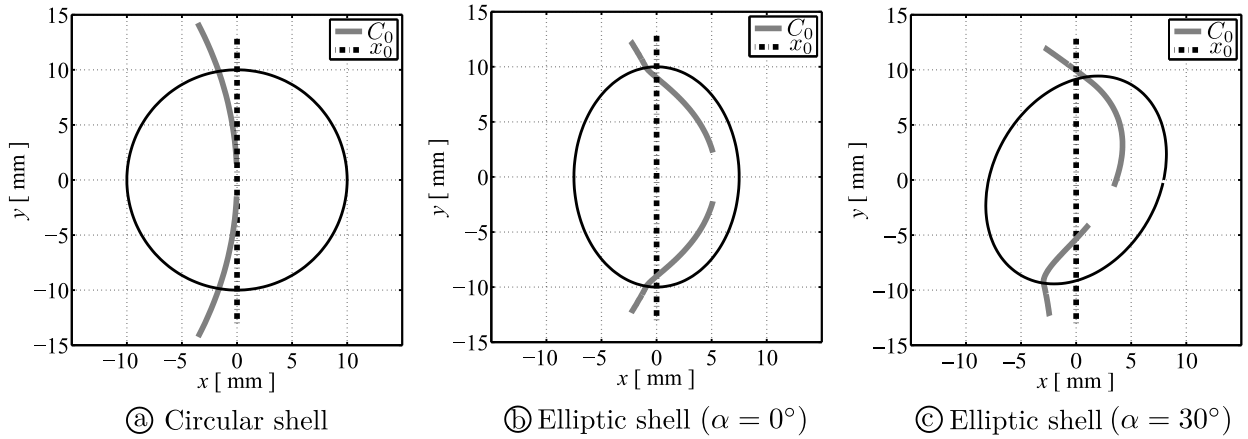 15
10
5
0
−5
−10
−15
−10
−5
0
5
10
x [ mm ]
y [ mm ]
C₀
x₀
ⓐ Circular shell
15
10
5
0
−5
−10
−15
−10
−5
0
5
10
x [ mm ]
y [ mm ]
C₀
x₀
ⓑ Elliptic shell (α = 0°)
15
10
5
0
−5
−10
−15
−10
−5
0
5
10
x [ mm ]
y [ mm ]
C₀
x₀
ⓒ Elliptic shell (α = 30°)